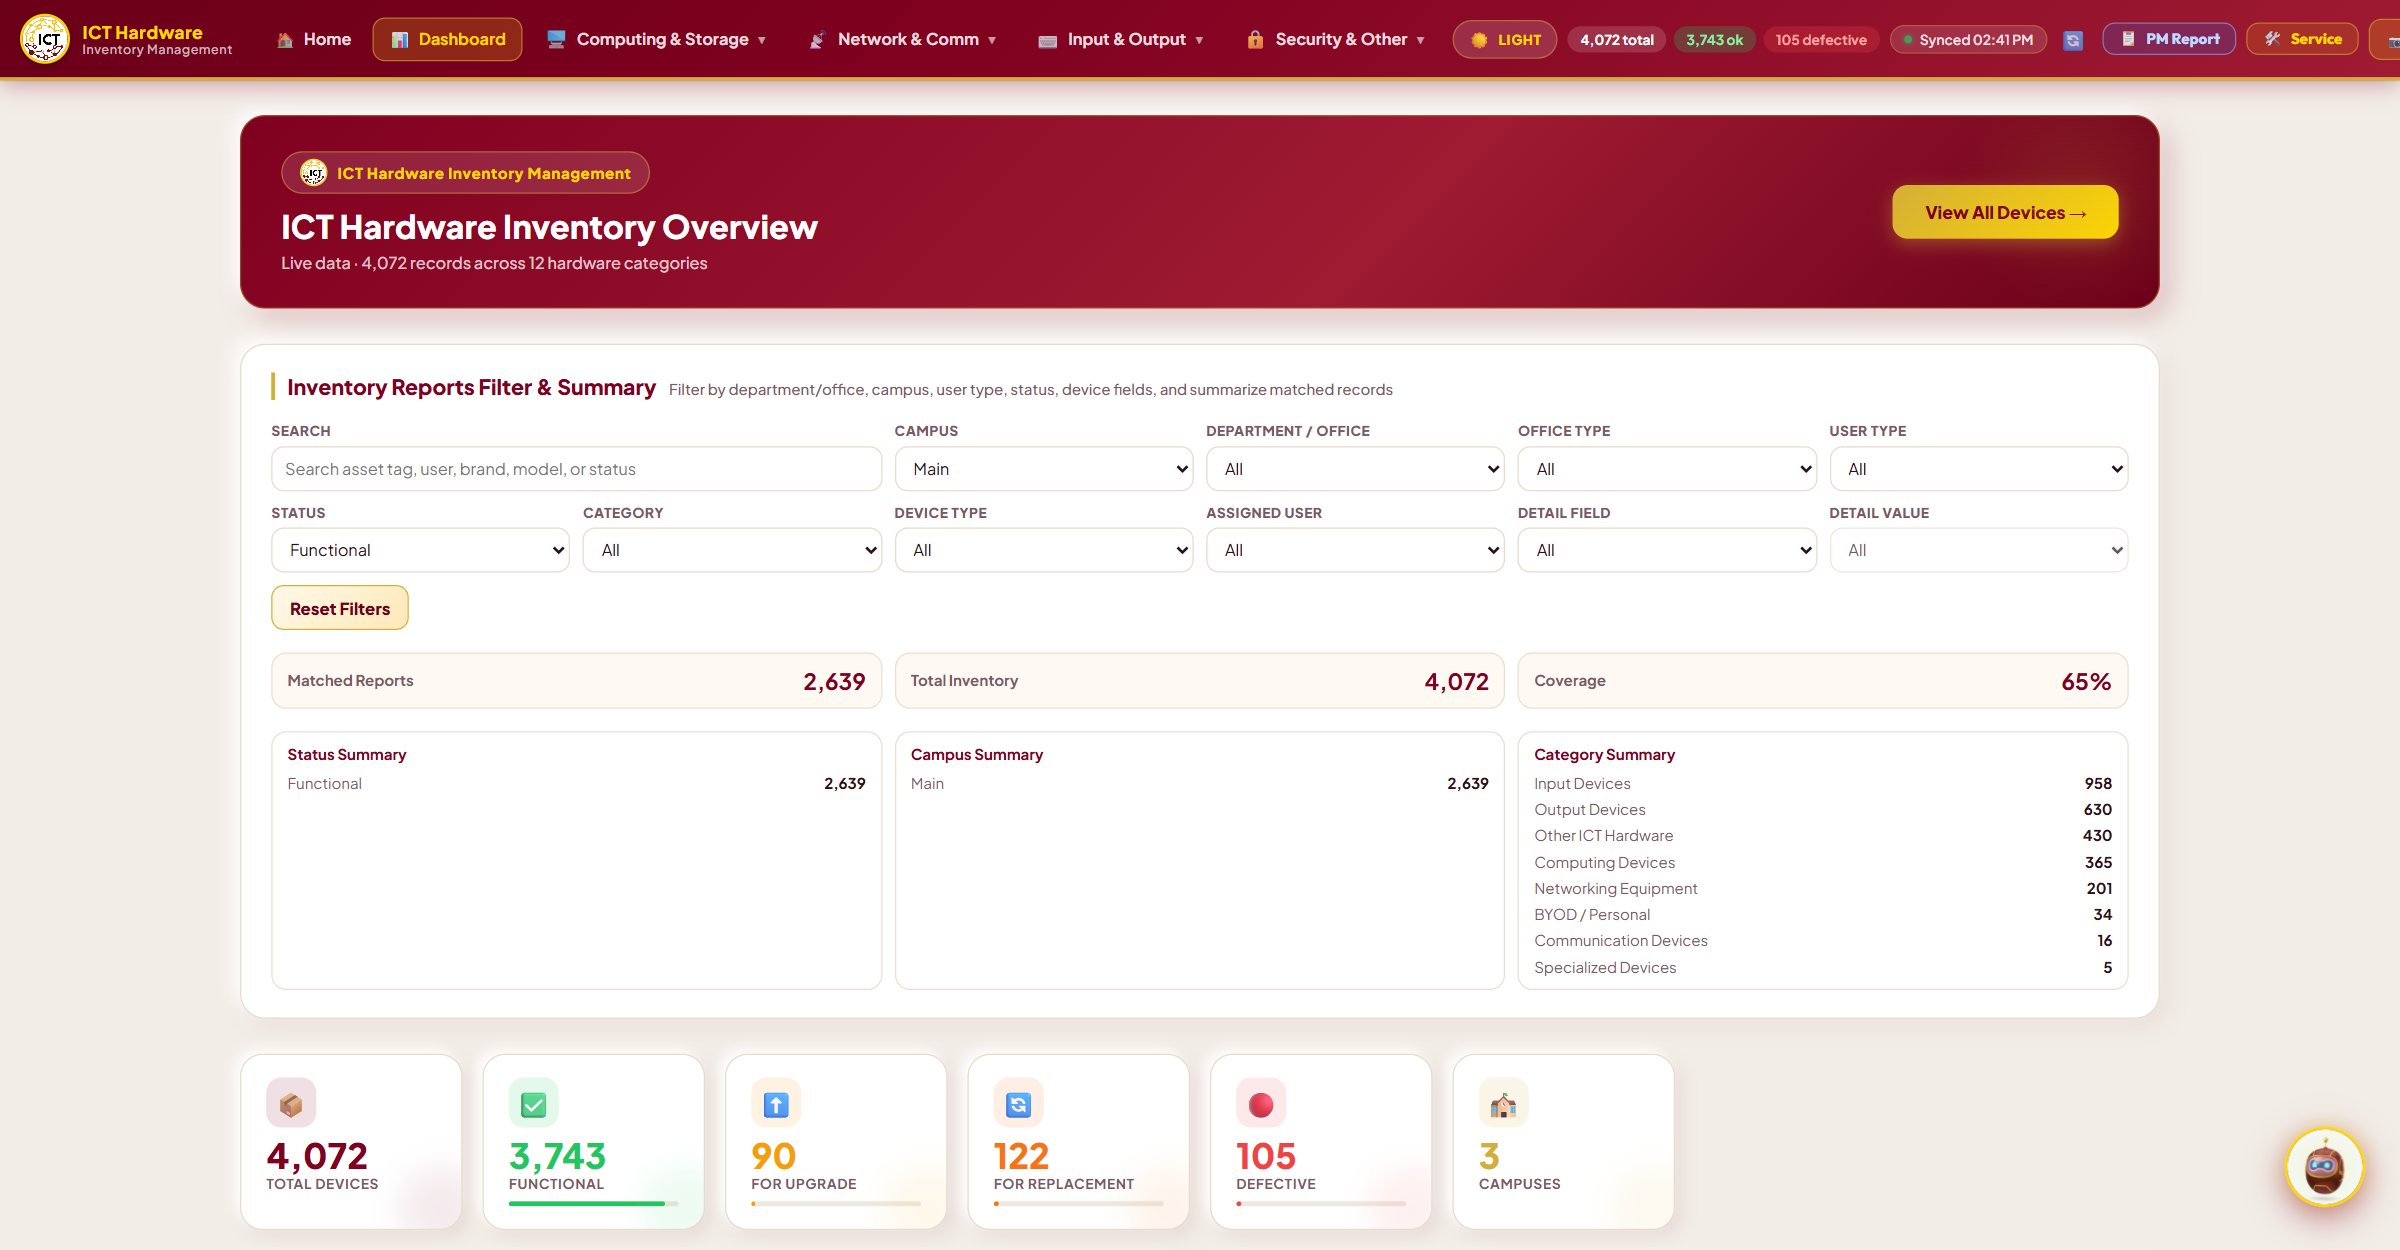 ICT Hardware
Inventory Management
Home
Dashboard
Computing & Storage ▾
Network & Comm ▾
Input & Output ▾
Security & Other ▾
LIGHT
4,072 total
3,743 ok
105 defective
Synced 02:41 PM
PM Report
Service
ICT Hardware Inventory Management
ICT Hardware Inventory Overview
Live data · 4,072 records across 12 hardware categories
View All Devices →
Inventory Reports Filter & Summary Filter by department/office, campus, user type, status, device fields, and summarize matched records
SEARCH
CAMPUS
DEPARTMENT / OFFICE
OFFICE TYPE
USER TYPE
Search asset tag, user, brand, model, or status
Main
All
All
All
STATUS
CATEGORY
DEVICE TYPE
ASSIGNED USER
DETAIL FIELD
DETAIL VALUE
Functional
All
All
All
All
All
Reset Filters
Matched Reports 2,639
Total Inventory 4,072
Coverage 65%
Status Summary
Functional 2,639
Campus Summary
Main 2,639
Category Summary
Input Devices 958
Output Devices 630
Other ICT Hardware 430
Computing Devices 365
Networking Equipment 201
BYOD / Personal 34
Communication Devices 16
Specialized Devices 5
4,072
TOTAL DEVICES
3,743
FUNCTIONAL
90
FOR UPGRADE
122
FOR REPLACEMENT
105
DEFECTIVE
3
CAMPUSES